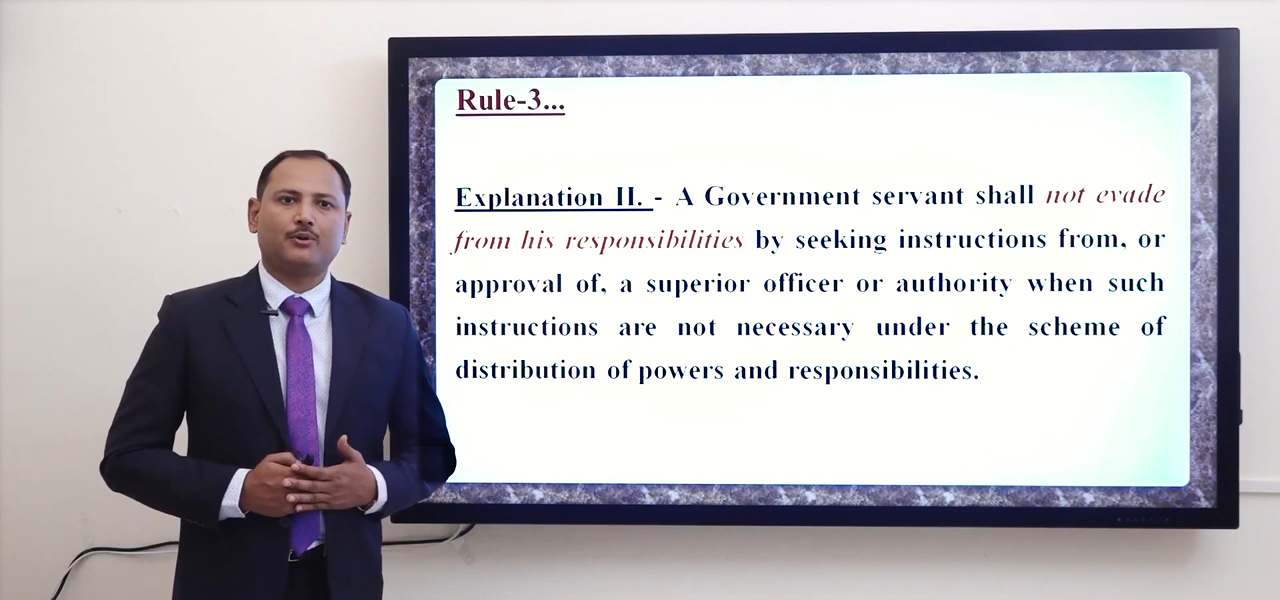 Rule-3...
Explanation II. - A Government servant shall not evade
from his responsibilities by seeking instructions from, or
approval of, a superior officer or authority when such
instructions are not necessary under the scheme of
distribution of powers and responsibilities.